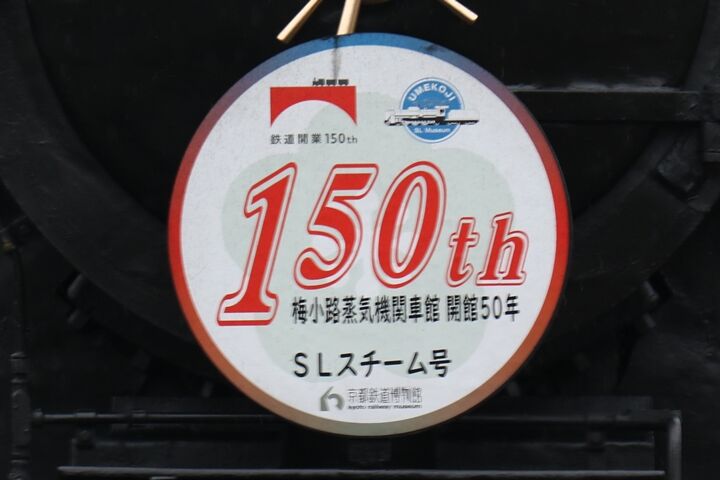 UMEKOJI
SL Museum
鉄道開業150th
150th
梅小路蒸気機関車館 開館50年
SLスチーム号
京都鉄道博物館
kyoto railway museum